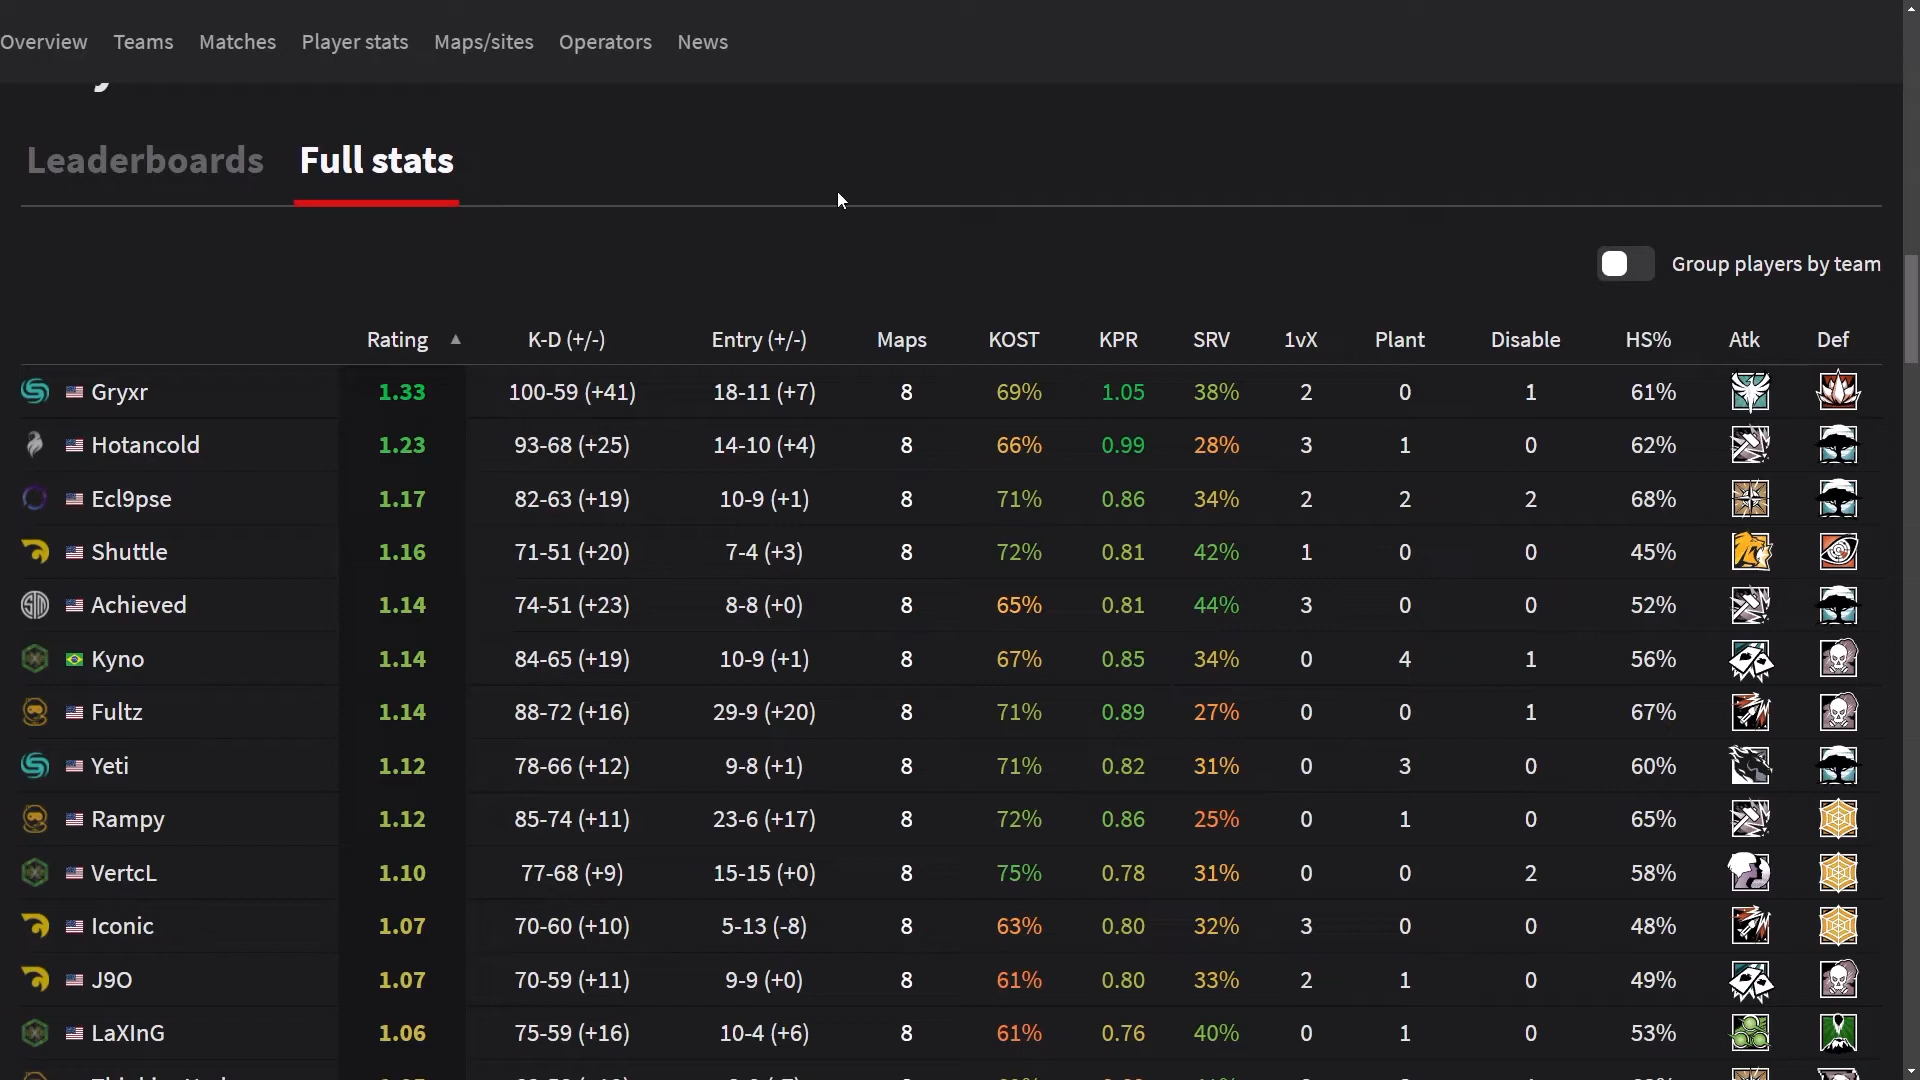 Overview Teams Matches Player stats Maps/sites Operators News
Leaderboards Full stats
Group players by team
Rating ▲ K-D (+/-) Entry (+/-) Maps KOST KPR SRV 1vX Plant Disable HS% Atk Def
Gryxr 1.33 100-59 (+41) 18-11 (+7) 8 69% 1.05 38% 2 0 1 61%
Hotancold 1.23 93-68 (+25) 14-10 (+4) 8 66% 0.99 28% 3 1 0 62%
Ecl9pse 1.17 82-63 (+19) 10-9 (+1) 8 71% 0.86 34% 2 2 2 68%
Shuttle 1.16 71-51 (+20) 7-4 (+3) 8 72% 0.81 42% 1 0 0 45%
Achieved 1.14 74-51 (+23) 8-8 (+0) 8 65% 0.81 44% 3 0 0 52%
Kyno 1.14 84-65 (+19) 10-9 (+1) 8 67% 0.85 34% 0 4 1 56%
Fultz 1.14 88-72 (+16) 29-9 (+20) 8 71% 0.89 27% 0 0 1 67%
Yeti 1.12 78-66 (+12) 9-8 (+1) 8 71% 0.82 31% 0 3 0 60%
Rampy 1.12 85-74 (+11) 23-6 (+17) 8 72% 0.86 25% 0 1 0 65%
VertcL 1.10 77-68 (+9) 15-15 (+0) 8 75% 0.78 31% 0 0 2 58%
Iconic 1.07 70-60 (+10) 5-13 (-8) 8 63% 0.80 32% 3 0 0 48%
J9O 1.07 70-59 (+11) 9-9 (+0) 8 61% 0.80 33% 2 1 0 49%
LaXInG 1.06 75-59 (+16) 10-4 (+6) 8 61% 0.76 40% 0 1 0 53%